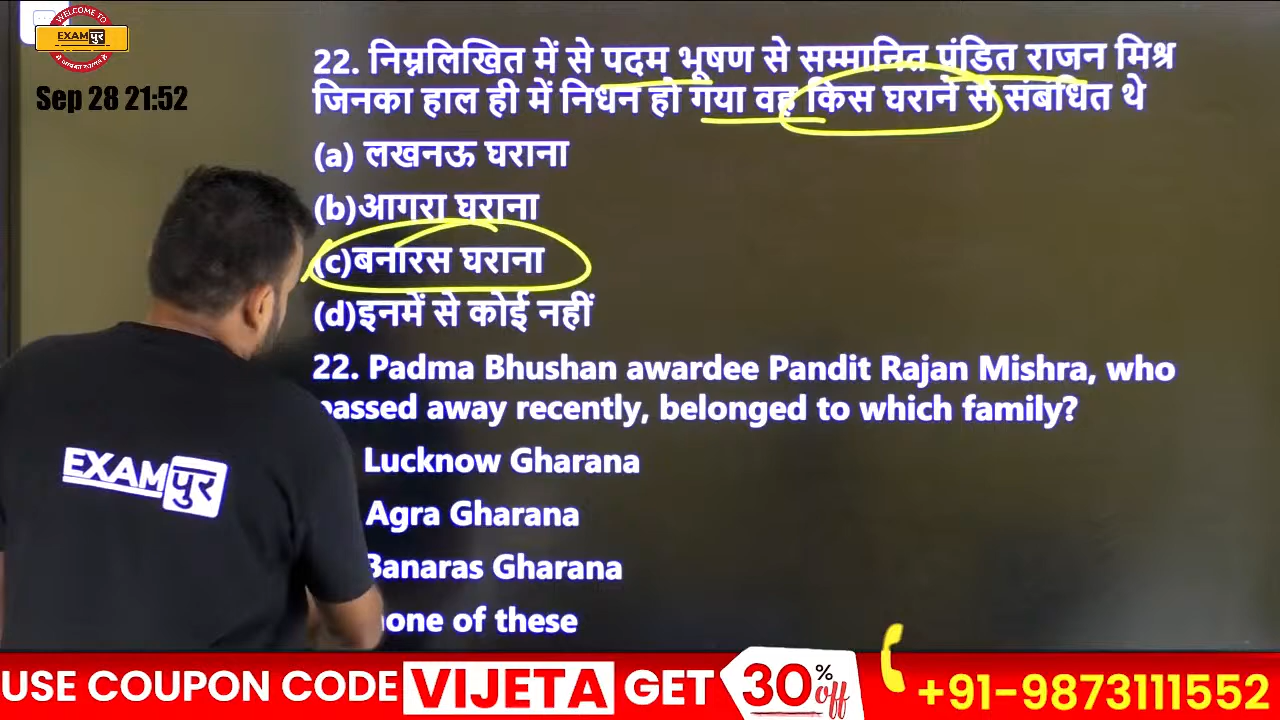 WELCOME TO
EXAMपुर
Sep 28 21:52
22. निम्नलिखित में से पदम भूषण से सम्मानित पंडित राजन मिश्र
जिनका हाल ही में निधन हो गया वह किस घराने से संबंधित थे
(a) लखनऊ घराना
(b)आगरा घराना
(c)बनारस घराना
(d)इनमें से कोई नहीं
22. Padma Bhushan awardee Pandit Rajan Mishra, who
passed away recently, belonged to which family?
Lucknow Gharana
Agra Gharana
Banaras Gharana
none of these
EXAMपुर
USE COUPON CODE VIJETA GET 30% off
+91-9873111552